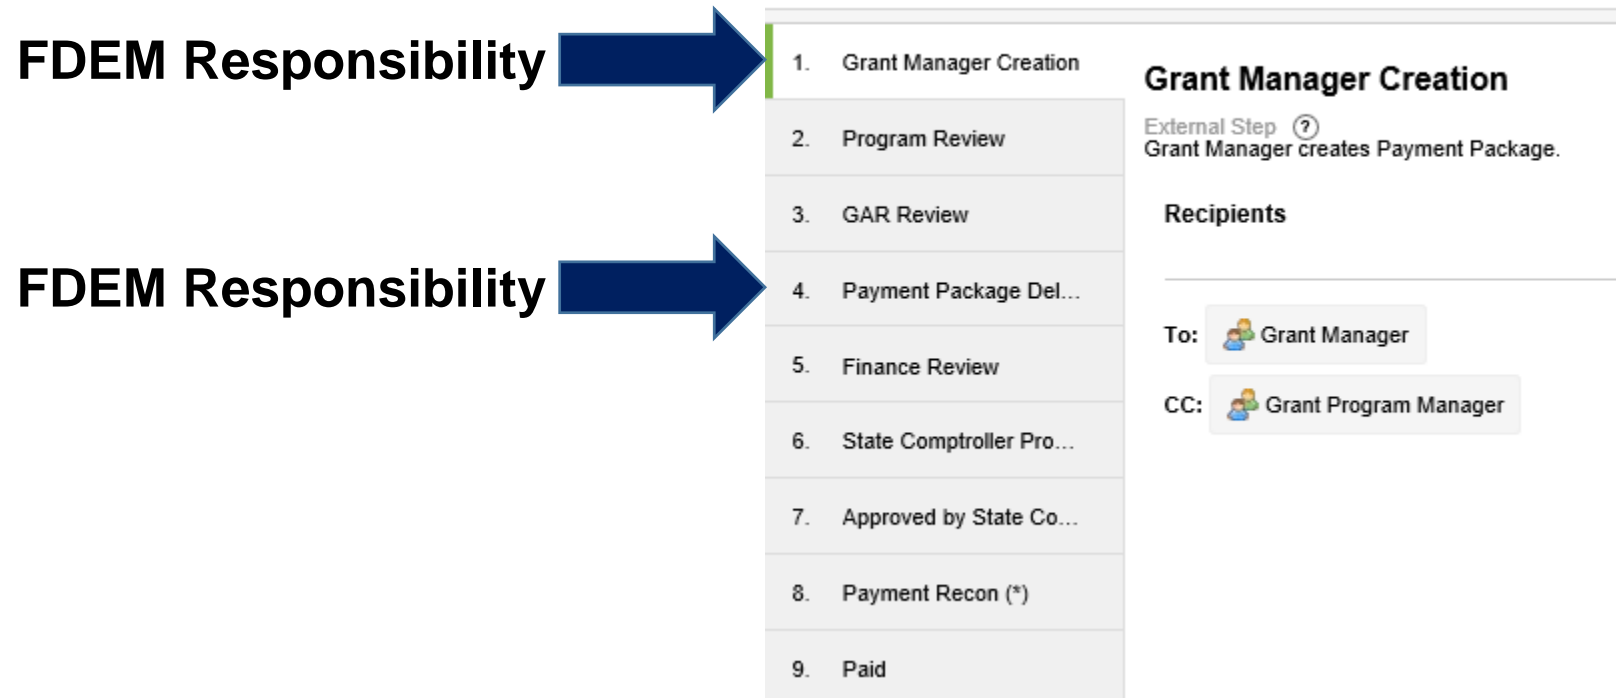 FDEM Responsibility
FDEM Responsibility
1. Grant Manager Creation
2. Program Review
3. GAR Review
4. Payment Package Del...
5. Finance Review
6. State Comptroller Pro...
7. Approved by State Co...
8. Payment Recon (*)
9. Paid
Grant Manager Creation
External Step ?
Grant Manager creates Payment Package.
Recipients
To: Grant Manager
CC: Grant Program Manager